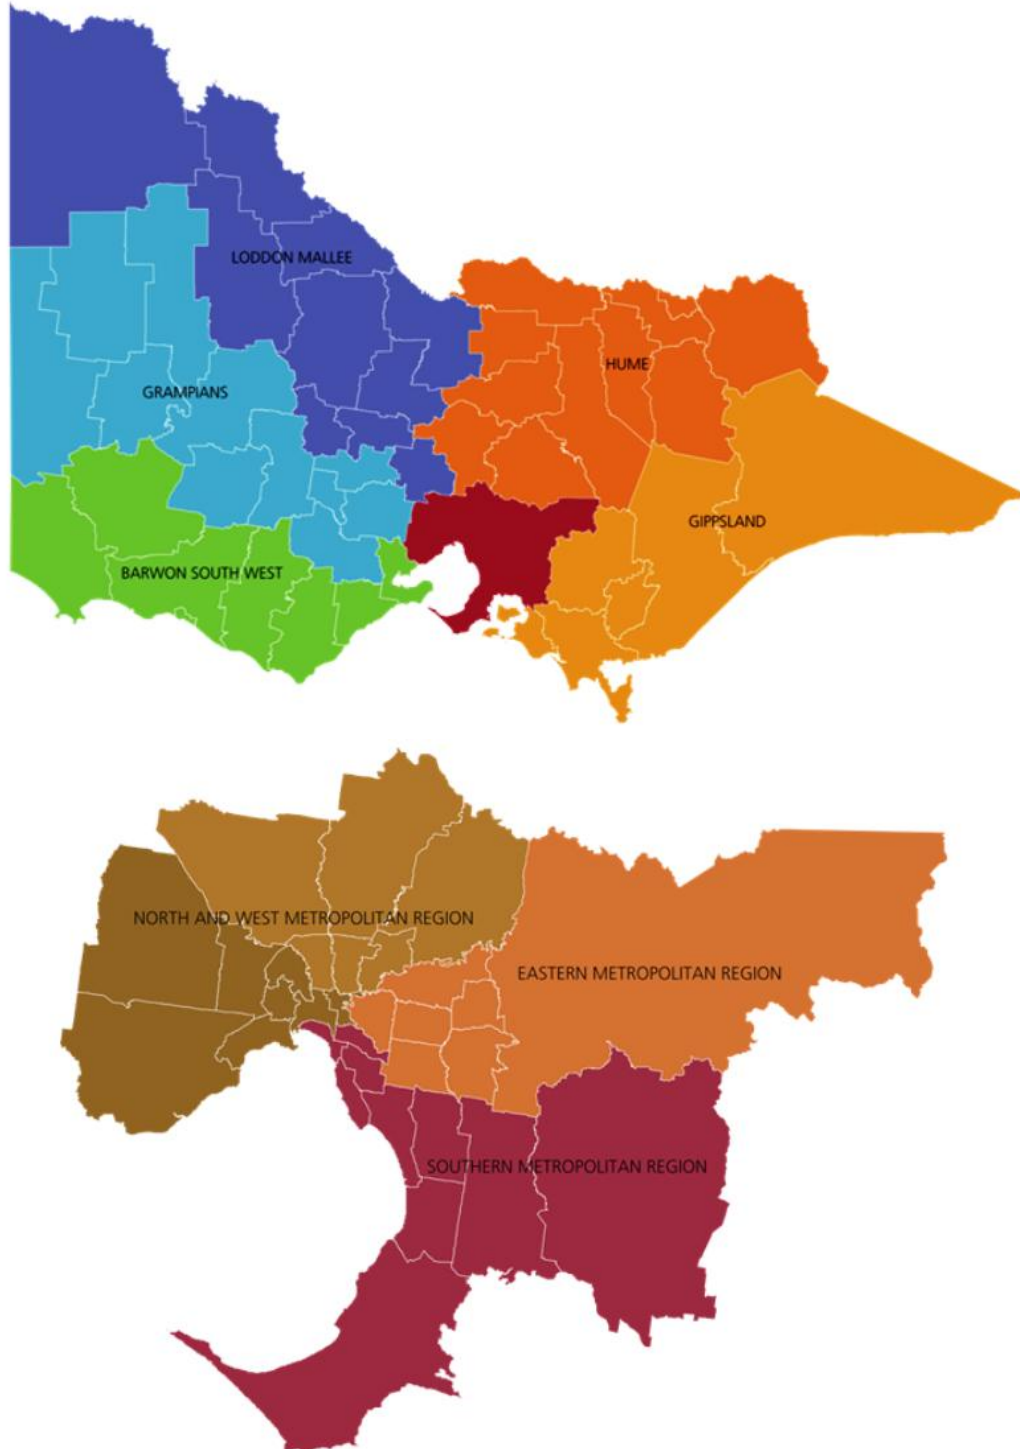 LODDON MALLEE
HUME
GRAMPIANS
GIPPSLAND
BARWON SOUTH WEST
NORTH AND WEST METROPOLITAN REGION
EASTERN METROPOLITAN REGION
SOUTHERN METROPOLITAN REGION